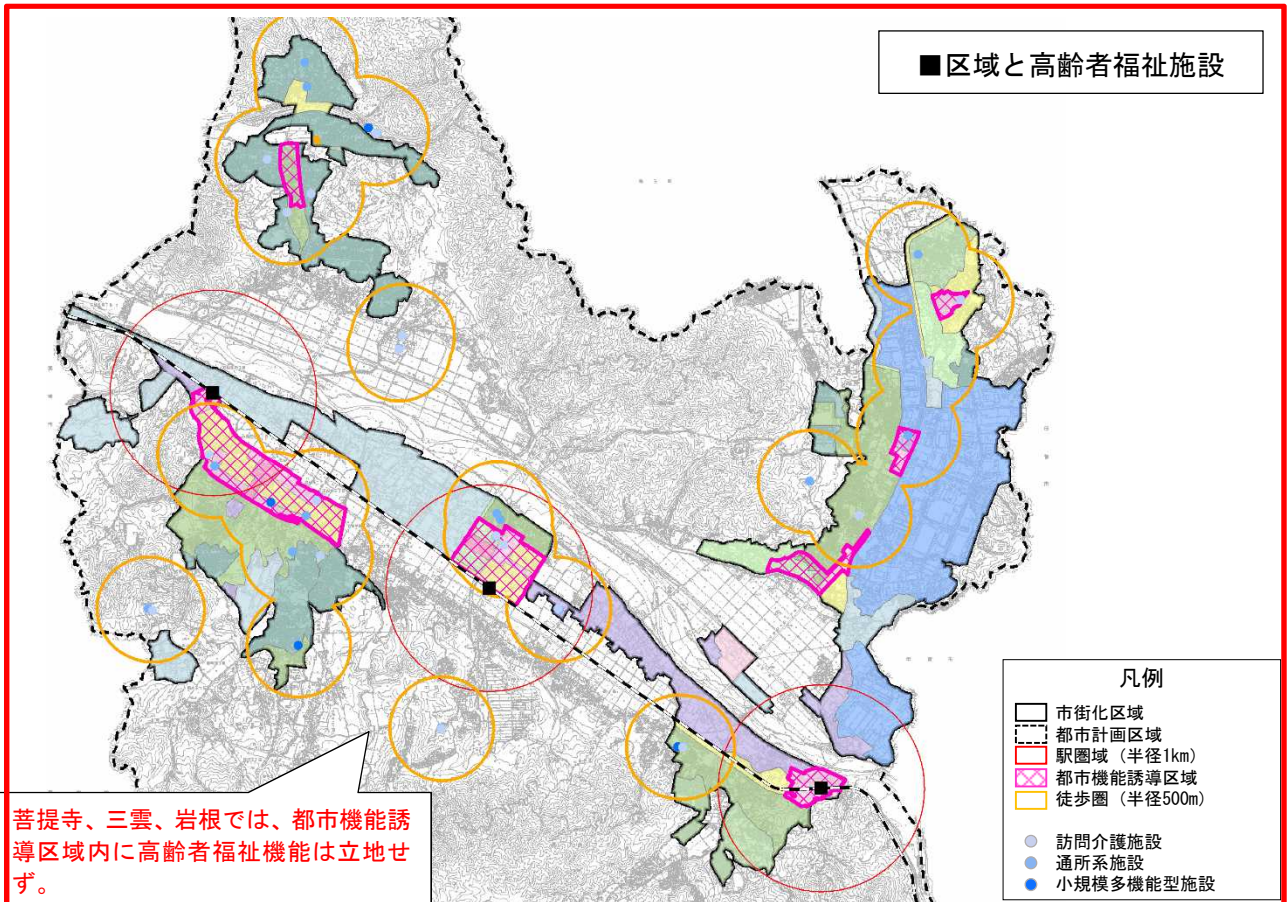 ■区域と高齢者福祉施設
凡例
市街化区域
都市計画区域
駅圏域（半径1km）
都市機能誘導区域
徒歩圏（半径500m）
訪問介護施設
通所系施設
小規模多機能型施設
菩提寺、三雲、岩根では、都市機能誘
導区域内に高齢者福祉機能は立地せ
ず。